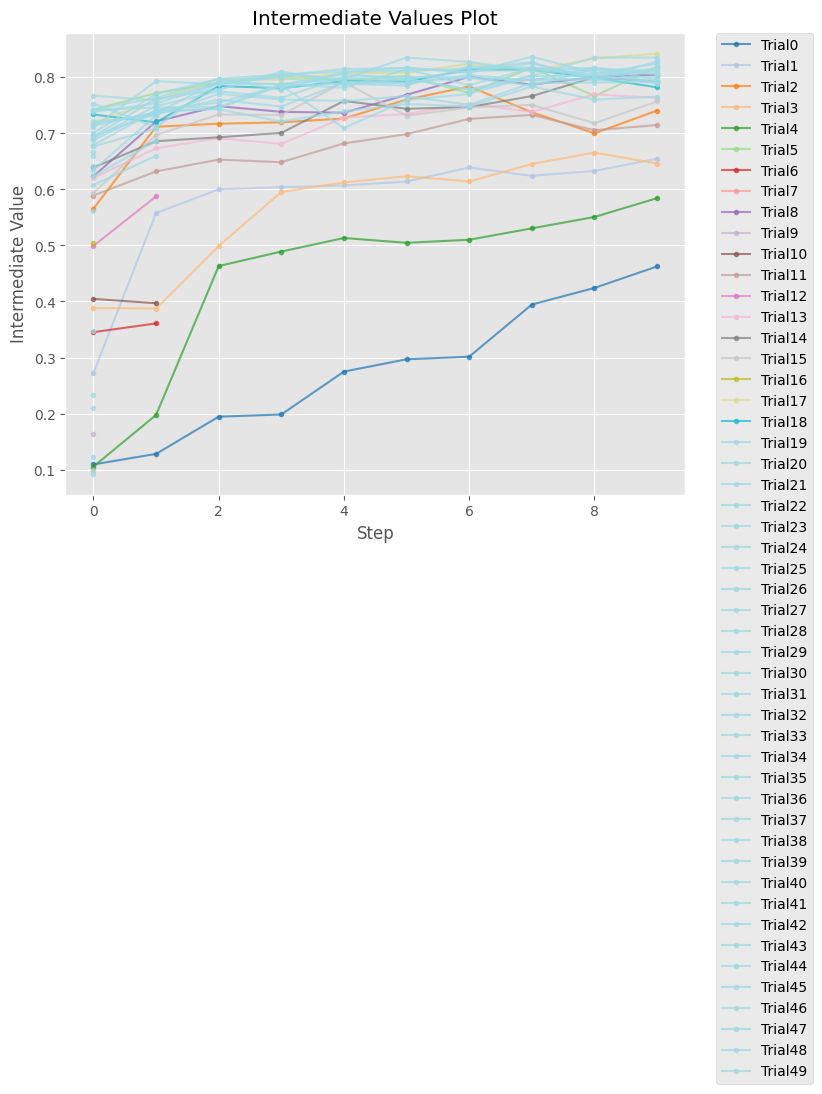 Intermediate Values Plot
Intermediate Value
0.8
0.7
0.6
0.5
0.4
0.3
0.2
0.1
0
2
4
6
8
Step
Trial0
Trial1
Trial2
Trial3
Trial4
Trial5
Trial6
Trial7
Trial8
Trial9
Trial10
Trial11
Trial12
Trial13
Trial14
Trial15
Trial16
Trial17
Trial18
Trial19
Trial20
Trial21
Trial22
Trial23
Trial24
Trial25
Trial26
Trial27
Trial28
Trial29
Trial30
Trial31
Trial32
Trial33
Trial34
Trial35
Trial36
Trial37
Trial38
Trial39
Trial40
Trial41
Trial42
Trial43
Trial44
Trial45
Trial46
Trial47
Trial48
Trial49